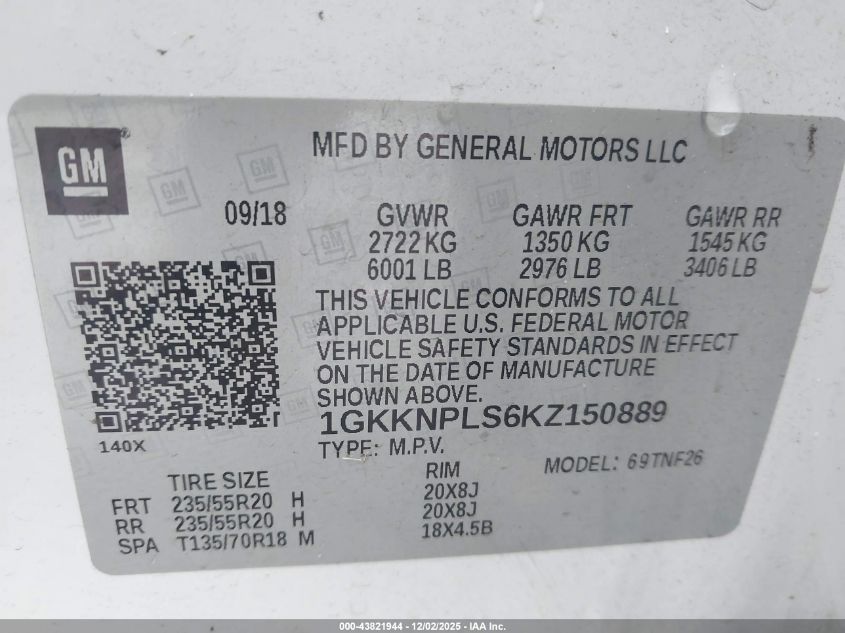 GM
MFD BY GENERAL MOTORS LLC
09/18
GVWR GAWR FRT GAWR RR
2722 KG 1350 KG 1545 KG
6001 LB 2976 LB 3406 LB
THIS VEHICLE CONFORMS TO ALL
APPLICABLE U.S. FEDERAL MOTOR
VEHICLE SAFETY STANDARDS IN EFFECT
ON THE DATE OF MANUFACTURE
SHOWN ABOVE.
1GKKNPLS6KZ150889
140X
TYPE: M.P.V.
MODEL: 69TNF26
TIRE SIZE RIM
FRT 235/55R20 H 20X8J
RR 235/55R20 H 20X8J
SPA T135/70R18 M 18X4.5B
000-43821944 - 12/02/2025 - IAA Inc.